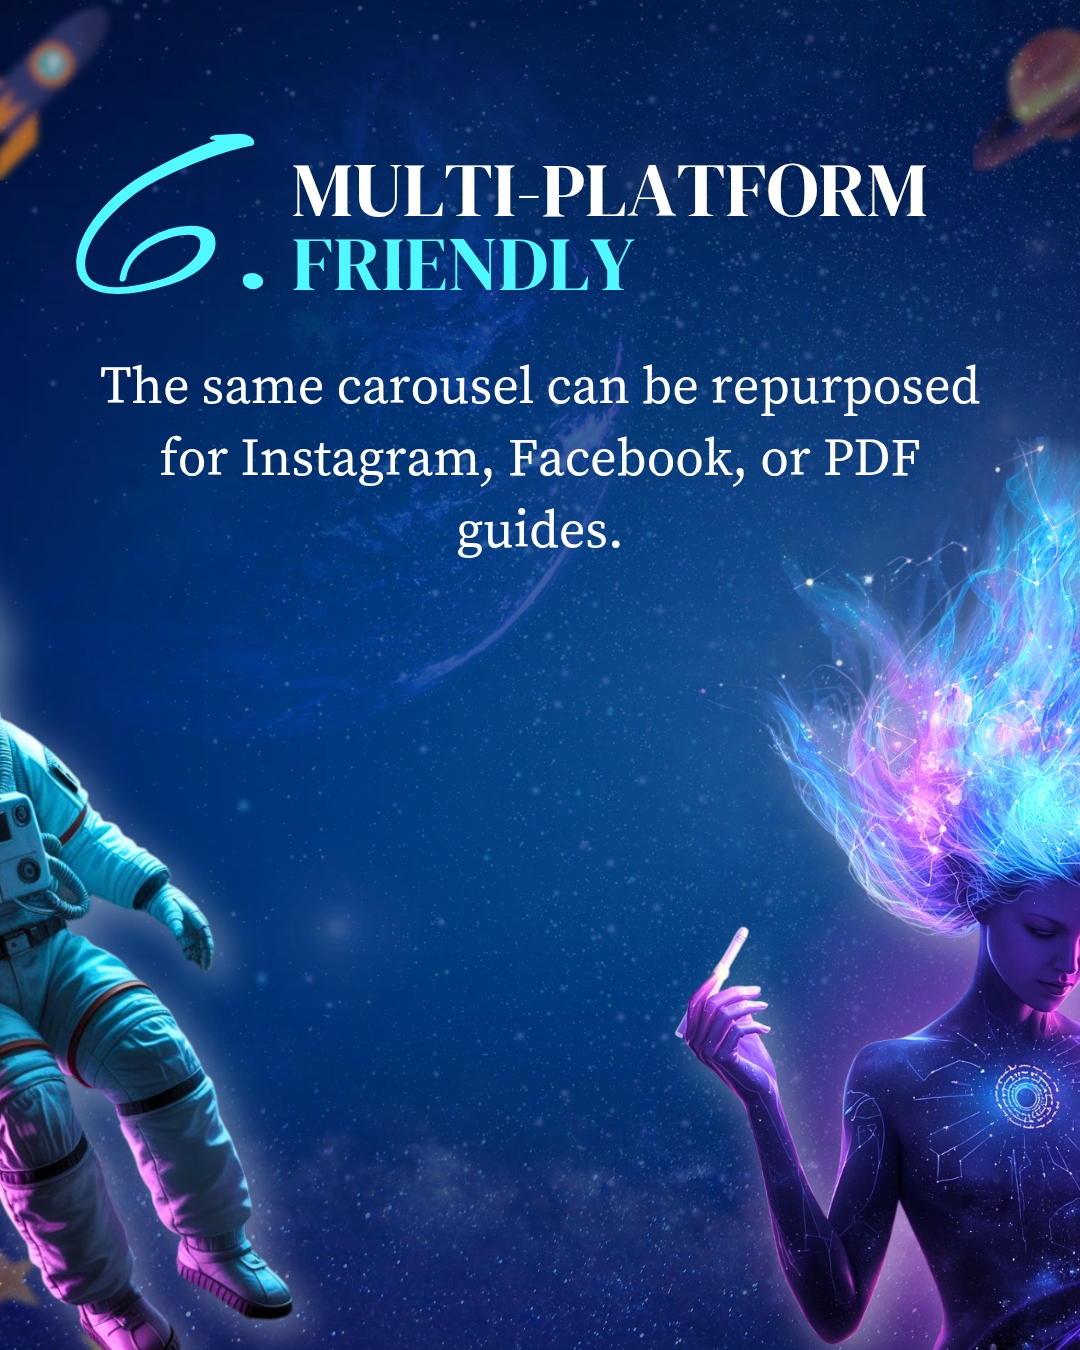 6. MULTI-PLATFORM
FRIENDLY
The same carousel can be repurposed
for Instagram, Facebook, or PDF
guides.